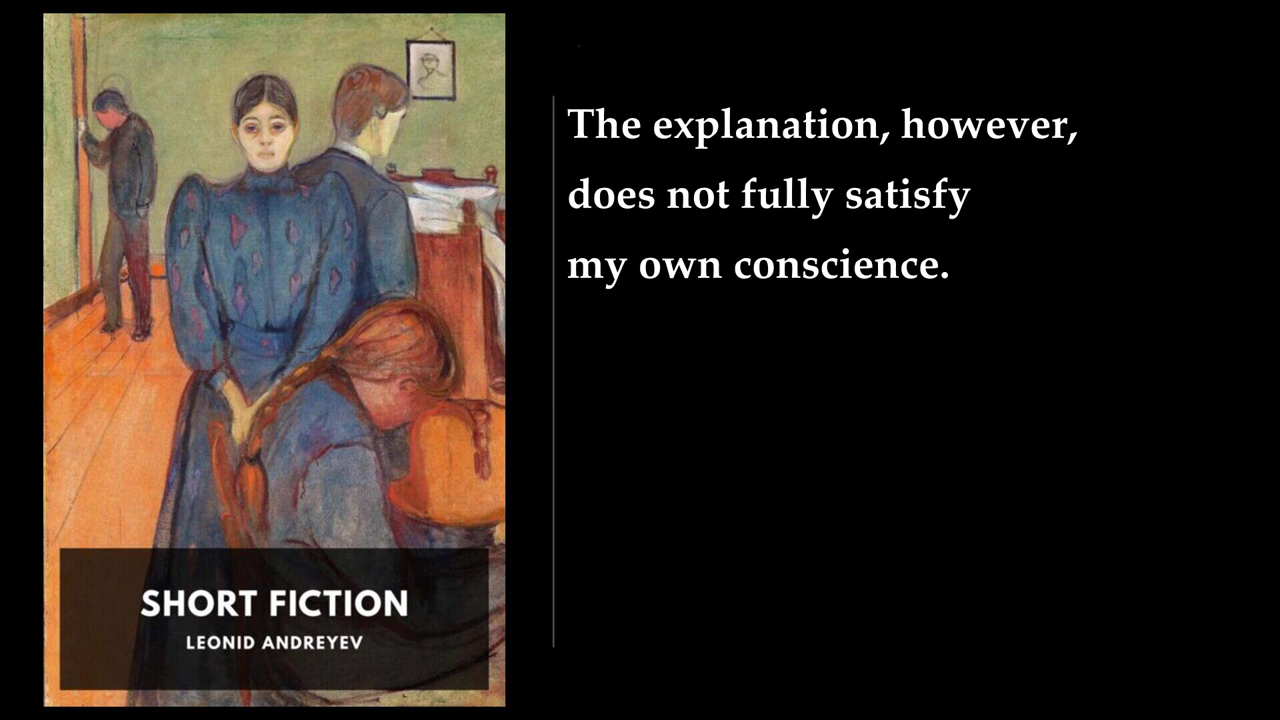 The explanation, however,
does not fully satisfy
my own conscience.
SHORT FICTION
LEONID ANDREYEV